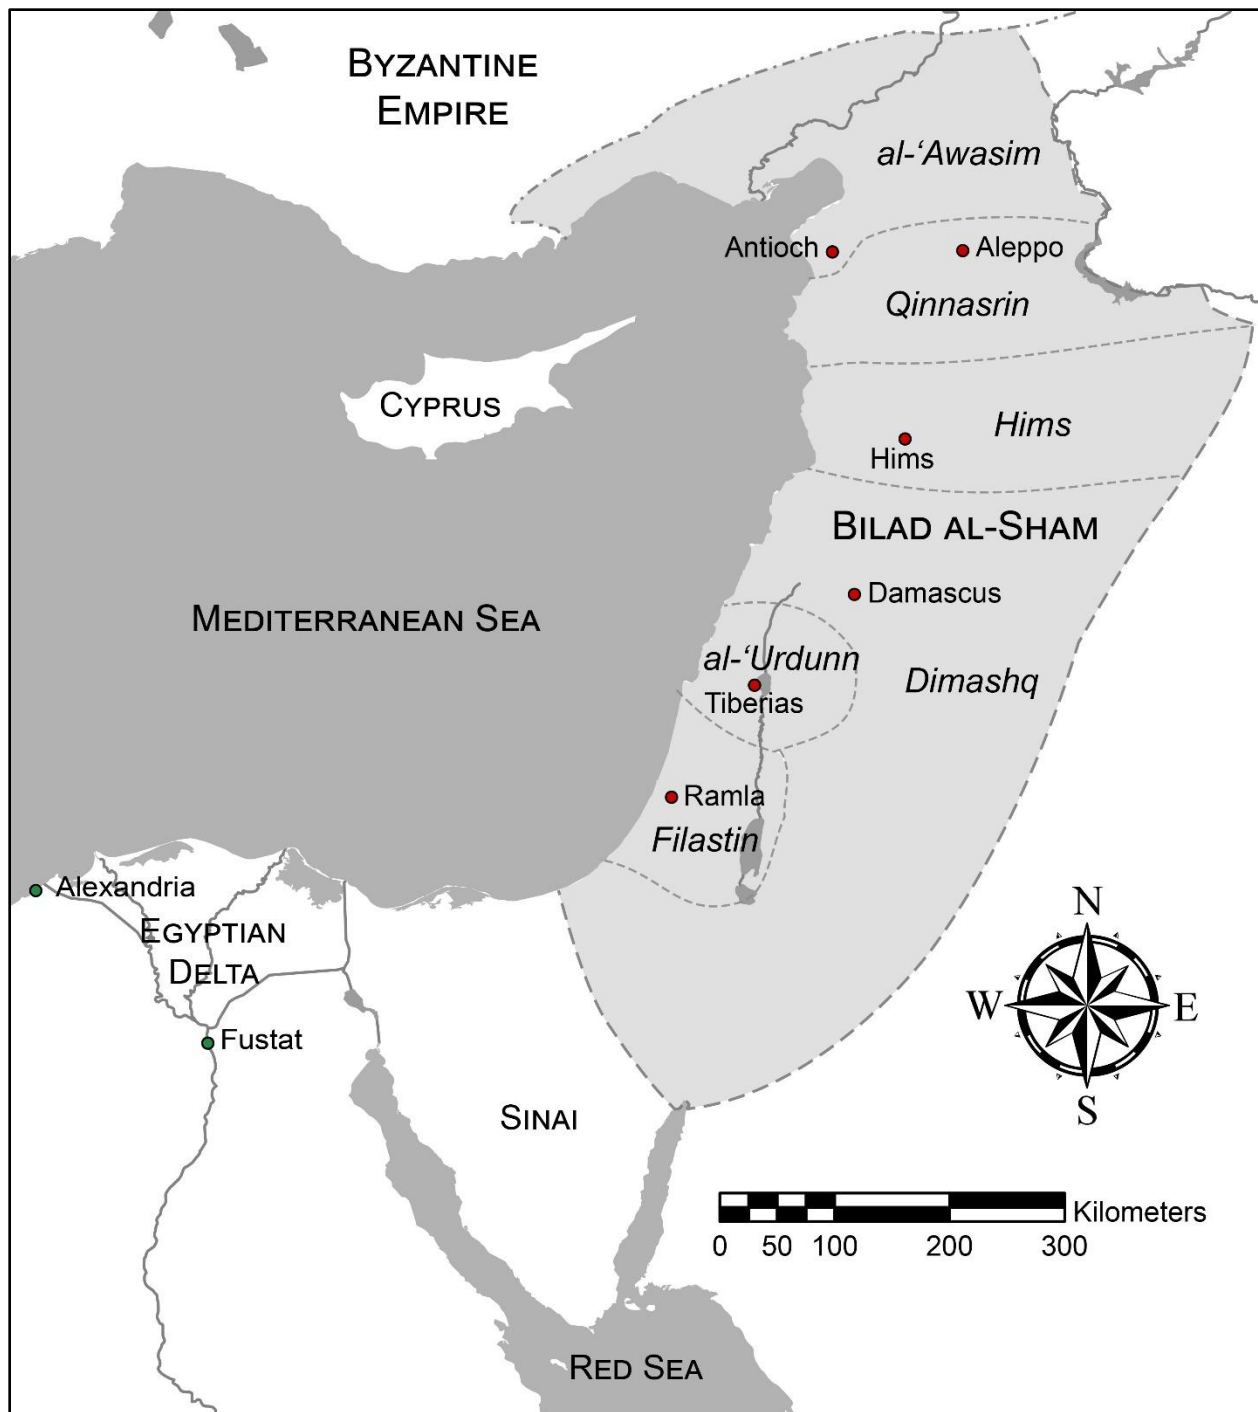 BYZANTINE
EMPIRE
al-‘Awasim
Antioch
Aleppo
Qinnasrin
CYPRUS
Hims
Hims
BILAD AL-SHAM
Damascus
MEDITERRANEAN SEA
al-‘Urdunn
Dimashq
Tiberias
Ramla
Filastin
Alexandria
EGYPTIAN
DELTA
N
W
E
S
Fustat
SINAI
Kilometers
0 50 100 200 300
RED SEA